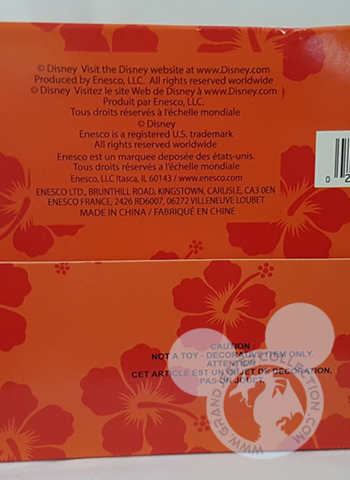 © Disney Visit the Disney website at www.Disney.com
Produced by Enesco, LLC. All rights reserved worldwide
© Disney Visitez le site Web de Disney à www.Disney.com
Produit par Enesco, LLC.
Tous droits réservés à l'échelle mondiale
© Disney
Enesco is a registered U.S. trademark
All rights reserved worldwide
Enesco est un marquee deposée des états-unis.
Tous droits réservés a l'echelle mondiale
Enesco, LLC Itasca, IL 60143 / www.enesco.com
ENESCO LTD., BRUNTHILL ROAD, KINGSTOWN, CARLISLE, CA3 0EN
ENESCO FRANCE, 2426 RD6007, 06272 VILLENEUVE LOUBET
MADE IN CHINA / FABRIQUÉ EN CHINE
0 2
CAUTION
NOT A TOY - DECORATIVE ITEM ONLY.
ATTENTION
CET ARTICLE EST UN OBJET DE DECORATION,
PAS UN JOUET.